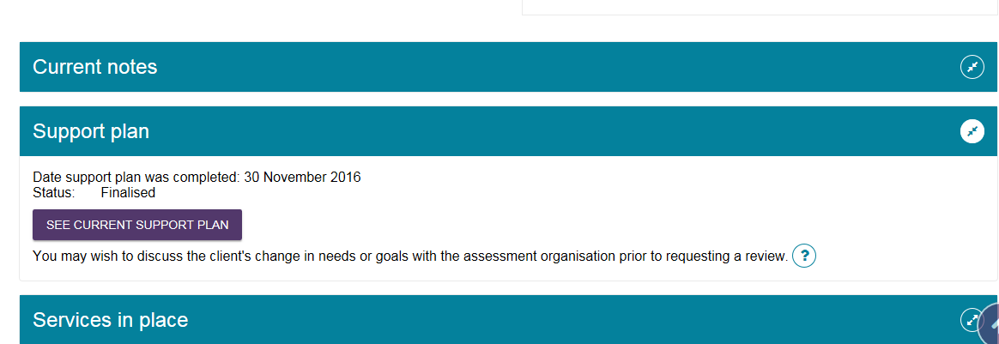 Current notes
Support plan
Date support plan was completed: 30 November 2016
Status: Finalised
SEE CURRENT SUPPORT PLAN
You may wish to discuss the client's change in needs or goals with the assessment organisation prior to requesting a review. ?
Services in place